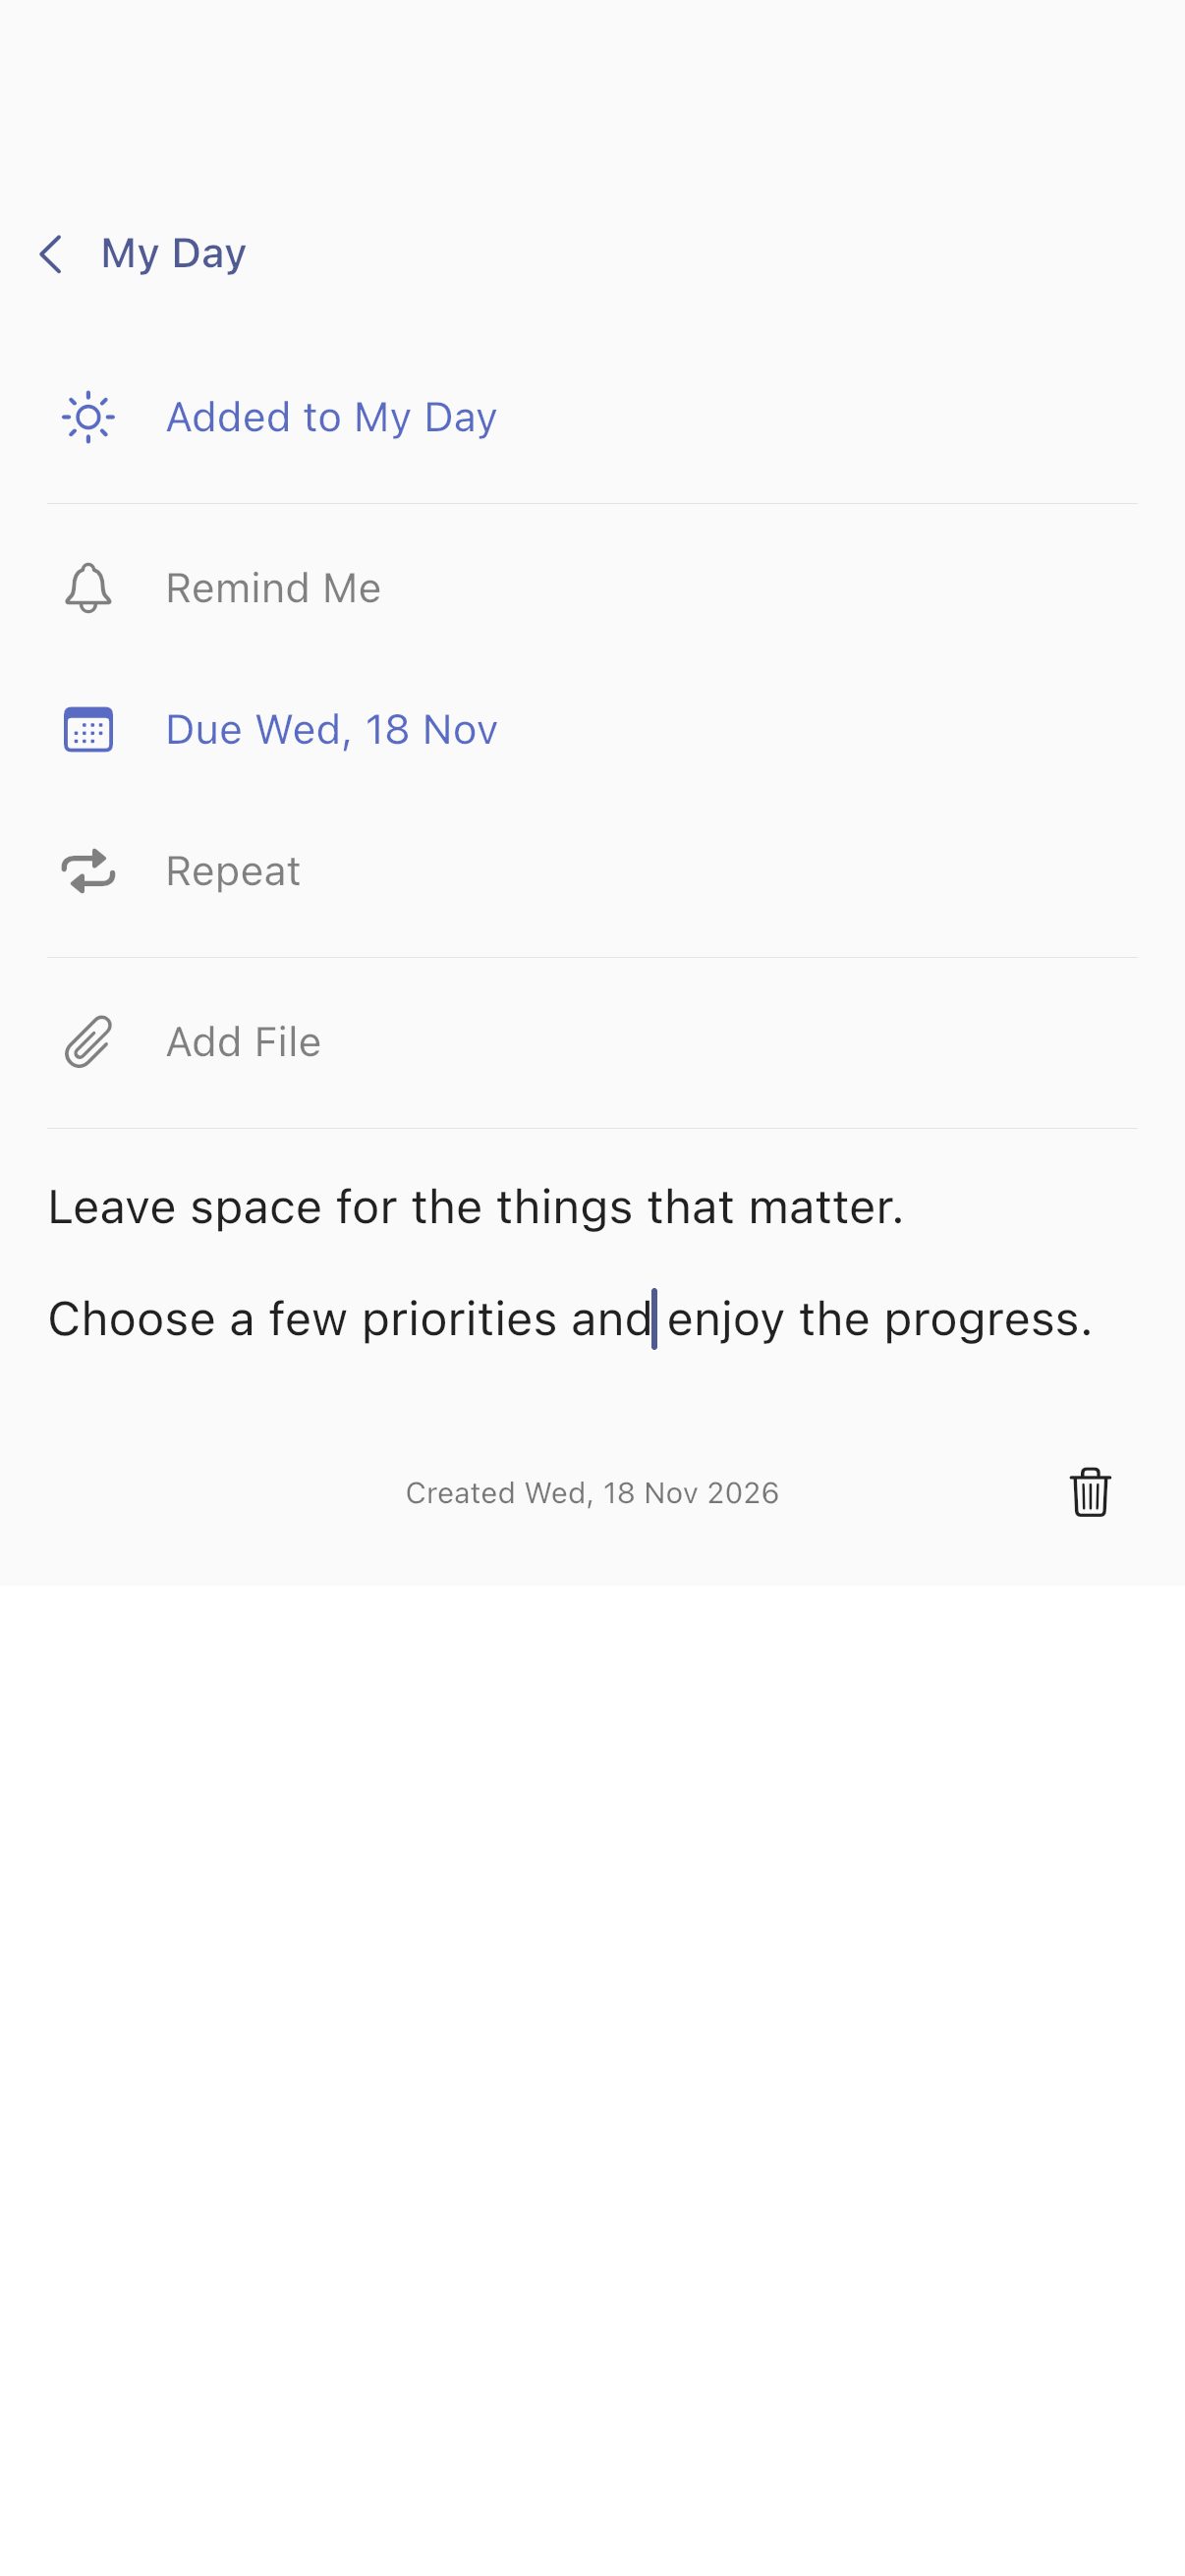 My Day
Added to My Day
Remind Me
Due Wed, 18 Nov
Repeat
Add File
Leave space for the things that matter.
Choose a few priorities and enjoy the progress.
Created Wed, 18 Nov 2026